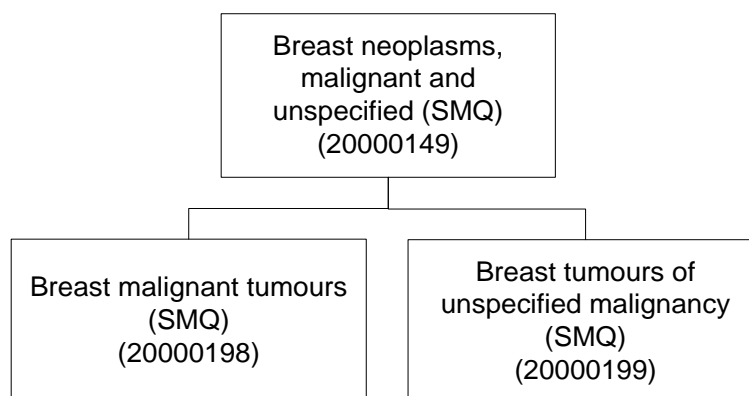 Breast neoplasms,
malignant and
unspecified (SMQ)
(20000149)
Breast malignant tumours
(SMQ)
(20000198)
Breast tumours of
unspecified malignancy
(SMQ)
(20000199)